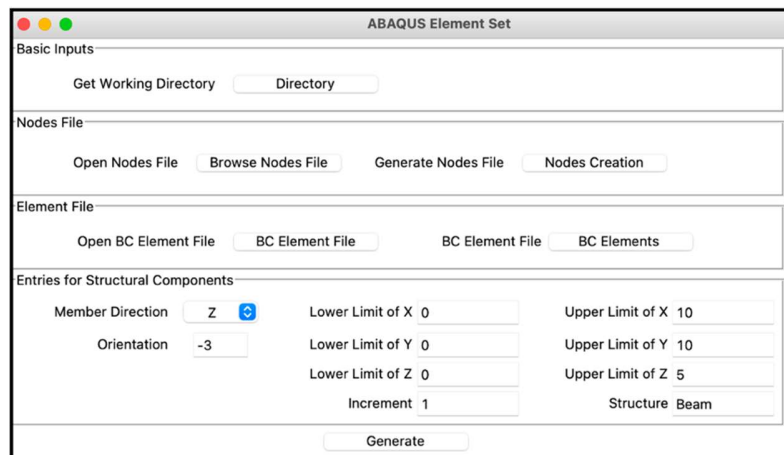 ABAQUS Element Set
Basic Inputs
Get Working Directory Directory
Nodes File
Open Nodes File Browse Nodes File Generate Nodes File Nodes Creation
Element File
Open BC Element File BC Element File BC Element File BC Elements
Entries for Structural Components
Member Direction Z Lower Limit of X 0 Upper Limit of X 10
Orientation -3 Lower Limit of Y 0 Upper Limit of Y 10
Lower Limit of Z 0 Upper Limit of Z 5
Increment 1 Structure Beam
Generate